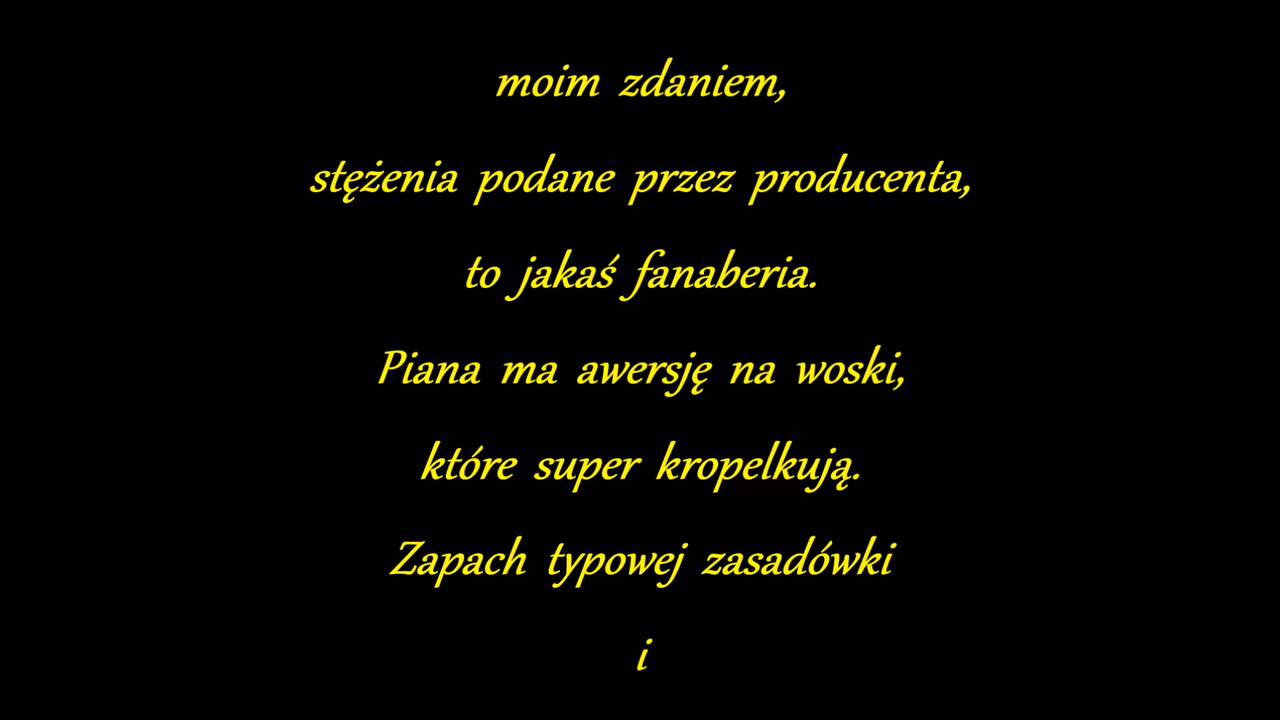 moim zdaniem,
stężenia podane przez producenta,
to jakaś fanaberia.
Piana ma awersję na woski,
które super kropelkują.
Zapach typowej zasadówki
i